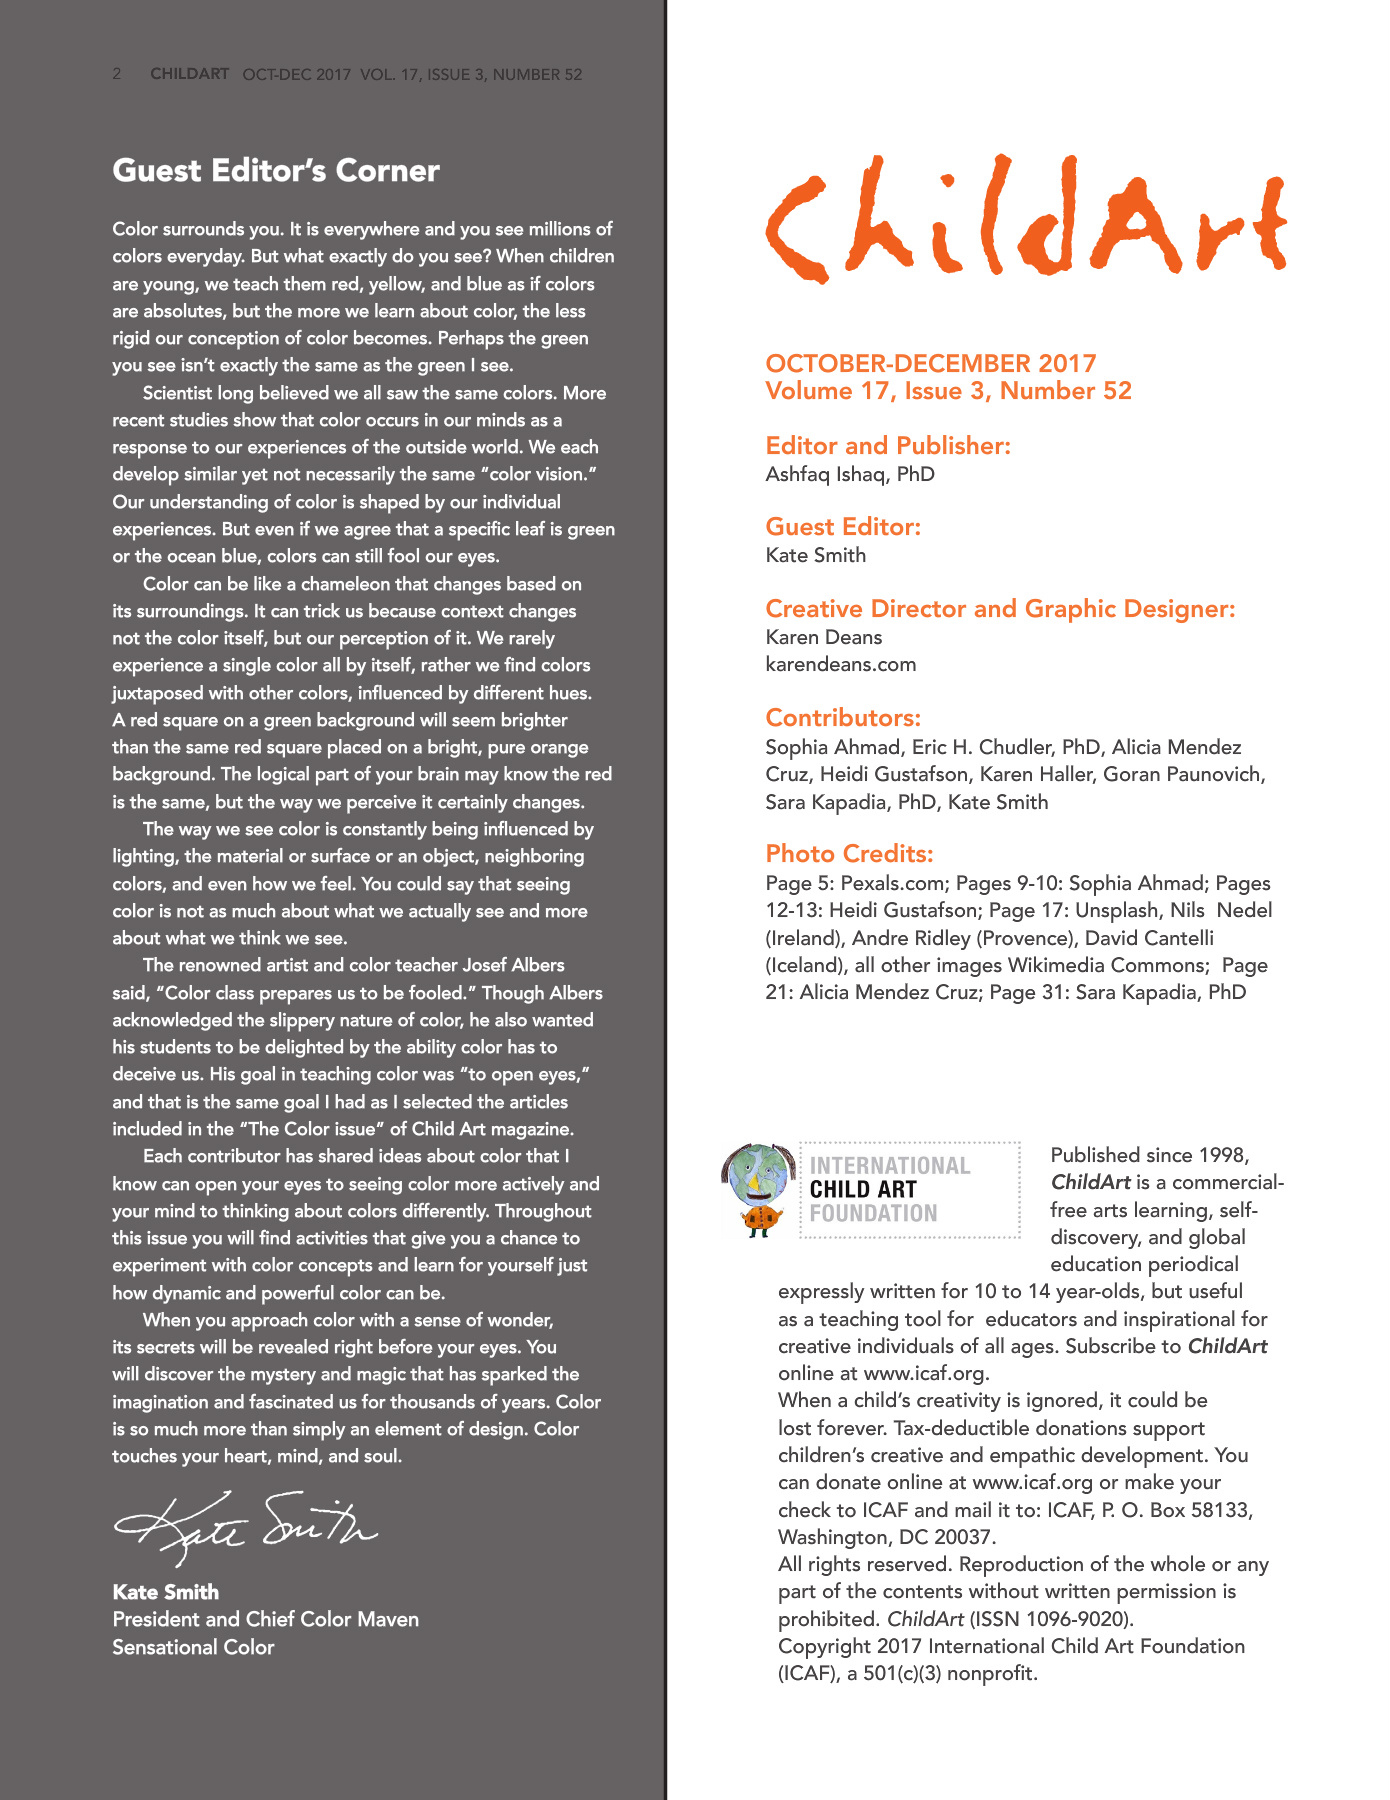 2 CHILDART OCT-DEC 2017 VOL. 17, ISSUE 3, NUMBER 52
Guest Editor's Corner
Color surrounds you. It is everywhere and you see millions of
colors everyday. But what exactly do you see? When children
are young, we teach them red, yellow, and blue as if colors
are absolutes, but the more we learn about color, the less
rigid our conception of color becomes. Perhaps the green
you see isn't exactly the same as the green I see.
Scientist long believed we all saw the same colors. More
recent studies show that color occurs in our minds as a
response to our experiences of the outside world. We each
develop similar yet not necessarily the same "color vision."
Our understanding of color is shaped by our individual
experiences. But even if we agree that a specific leaf is green
or the ocean blue, colors can still fool our eyes.
Color can be like a chameleon that changes based on
its surroundings. It can trick us because context changes
not the color itself, but our perception of it. We rarely
experience a single color all by itself, rather we find colors
juxtaposed with other colors, influenced by different hues.
A red square on a green background will seem brighter
than the same red square placed on a bright, pure orange
background. The logical part of your brain may know the red
is the same, but the way we perceive it certainly changes.
The way we see color is constantly being influenced by
lighting, the material or surface or an object, neighboring
colors, and even how we feel. You could say that seeing
color is not as much about what we actually see and more
about what we think we see.
The renowned artist and color teacher Josef Albers
said, "Color class prepares us to be fooled." Though Albers
acknowledged the slippery nature of color, he also wanted
his students to be delighted by the ability color has to
deceive us. His goal in teaching color was "to open eyes,"
and that is the same goal I had as I selected the articles
included in the "The Color issue" of Child Art magazine.
Each contributor has shared ideas about color that I
know can open your eyes to seeing color more actively and
your mind to thinking about colors differently. Throughout
this issue you will find activities that give you a chance to
experiment with color concepts and learn for yourself just
how dynamic and powerful color can be.
When you approach color with a sense of wonder,
its secrets will be revealed right before your eyes. You
will discover the mystery and magic that has sparked the
imagination and fascinated us for thousands of years. Color
is so much more than simply an element of design. Color
touches your heart, mind, and soul.
Kate Smith
Kate Smith
President and Chief Color Maven
Sensational Color
ChildArt
OCTOBER-DECEMBER 2017
Volume 17, Issue 3, Number 52
Editor and Publisher:
Ashfaq Ishaq, PhD
Guest Editor:
Kate Smith
Creative Director and Graphic Designer:
Karen Deans
karendeans.com
Contributors:
Sophia Ahmad, Eric H. Chudler, PhD, Alicia Mendez
Cruz, Heidi Gustafson, Karen Haller, Goran Paunovich,
Sara Kapadia, PhD, Kate Smith
Photo Credits:
Page 5: Pexals.com; Pages 9-10: Sophia Ahmad; Pages
12-13: Heidi Gustafson; Page 17: Unsplash, Nils Nedel
(Ireland), Andre Ridley (Provence), David Cantelli
(Iceland), all other images Wikimedia Commons; Page
21: Alicia Mendez Cruz; Page 31: Sara Kapadia, PhD
INTERNATIONAL
CHILD ART
FOUNDATION
Published since 1998,
ChildArt is a commercial-
free arts learning, self-
discovery, and global
education periodical
expressly written for 10 to 14 year-olds, but useful
as a teaching tool for educators and inspirational for
creative individuals of all ages. Subscribe to ChildArt
online at www.icaf.org.
When a child's creativity is ignored, it could be
lost forever. Tax-deductible donations support
children's creative and empathic development. You
can donate online at www.icaf.org or make your
check to ICAF and mail it to: ICAF, P. O. Box 58133,
Washington, DC 20037.
All rights reserved. Reproduction of the whole or any
part of the contents without written permission is
prohibited. ChildArt (ISSN 1096-9020).
Copyright 2017 International Child Art Foundation
(ICAF), a 501(c)(3) nonprofit.